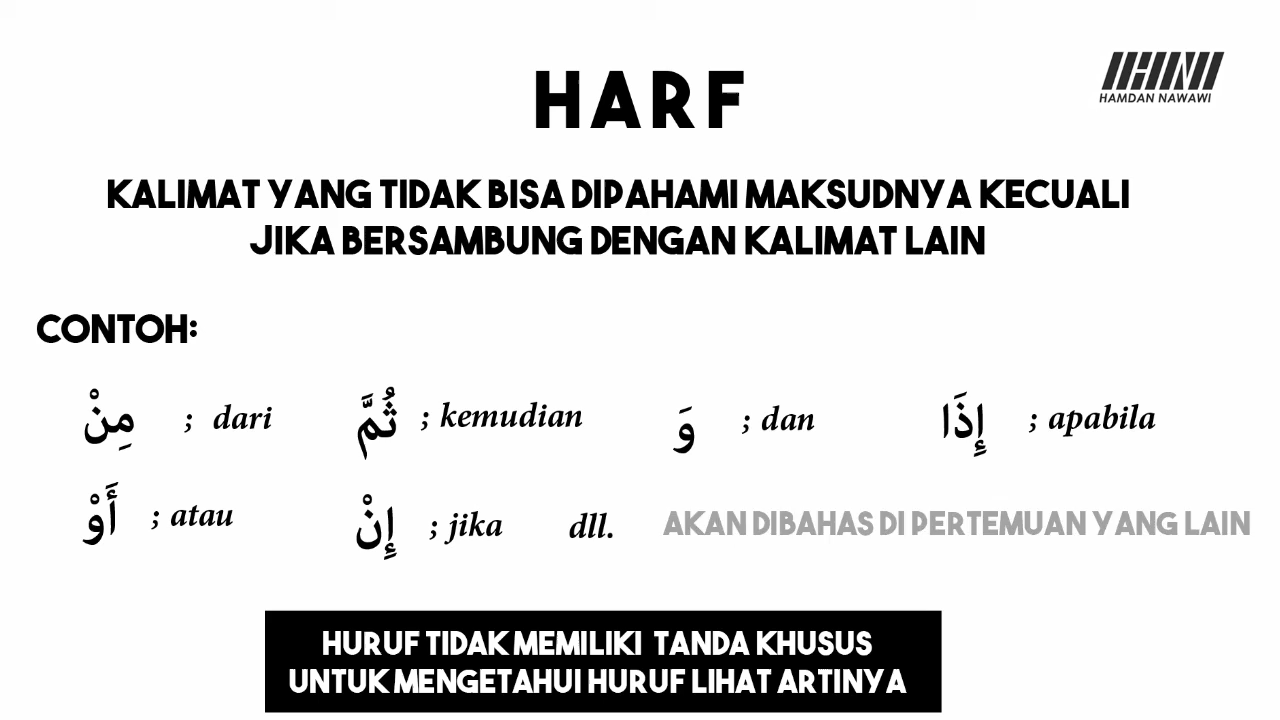 HARF
HAMDAN NAWAWI
KALIMAT YANG TIDAK BISA DIPAHAMI MAKSUDNYA KECUALI
JIKA BERSAMBUNG DENGAN KALIMAT LAIN
CONTOH:
مِنْ ; dari ثُمَّ ; kemudian وَ ; dan إِذَا ; apabila
أَوْ ; atau إِنْ ; jika dll. AKAN DIBAHAS DI PERTEMUAN YANG LAIN
HURUF TIDAK MEMILIKI TANDA KHUSUS
UNTUK MENGETAHUI HURUF LIHAT ARTINYA